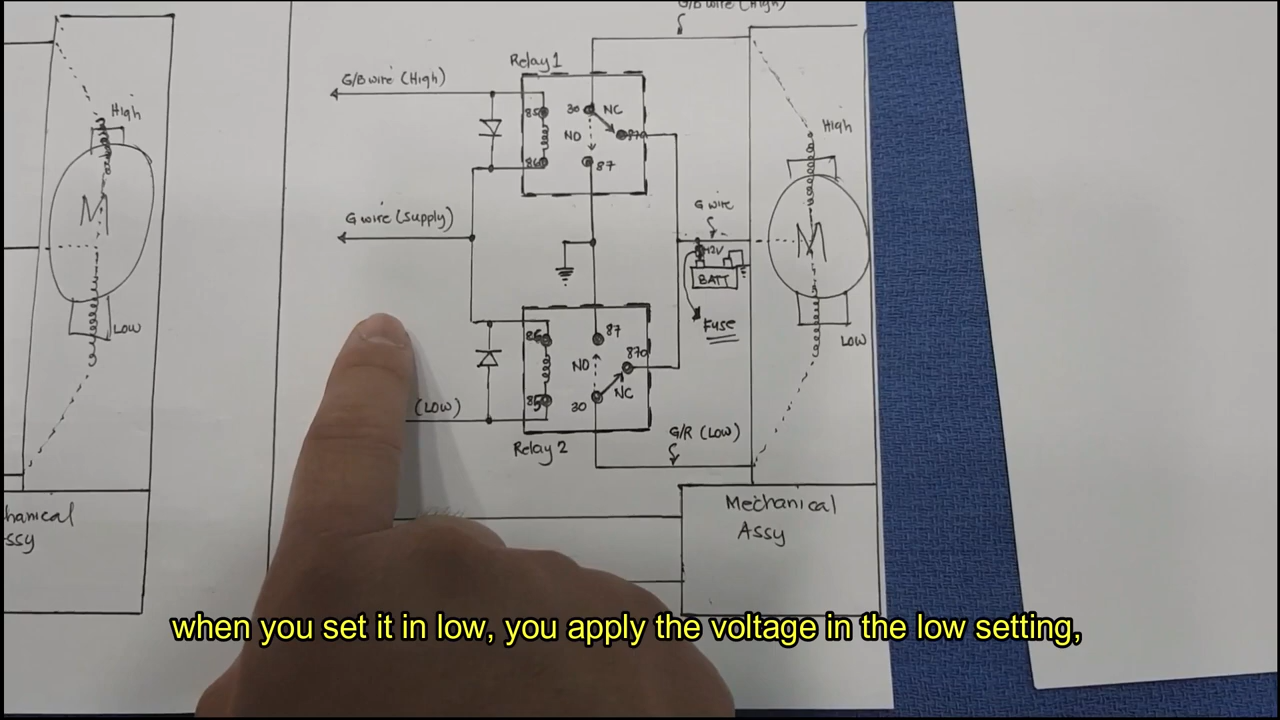 G/B wire (High)
Relay 1
G/B wire (High)
High
High
85
30
NC
NO
87a
86
87
M
G wire (Supply)
G wire
M
+12V
BATT
Fuse
LOW
86
87
87a
NO
NC
LOW
(LOW)
85
30
G/R (LOW)
Relay 2
Mechanical
Assy
hanical
ssy
when you set it in low, you apply the voltage in the low setting,